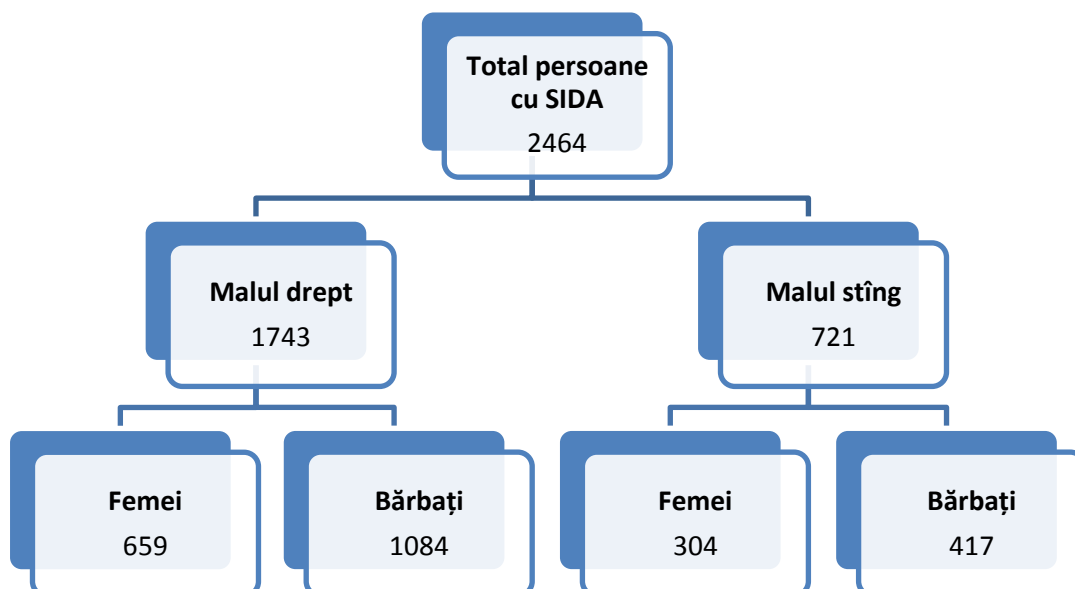 Total persoane
cu SIDA
2464
Malul drept
1743
Malul stîng
721
Femei
659
Bărbați
1084
Femei
304
Bărbați
417